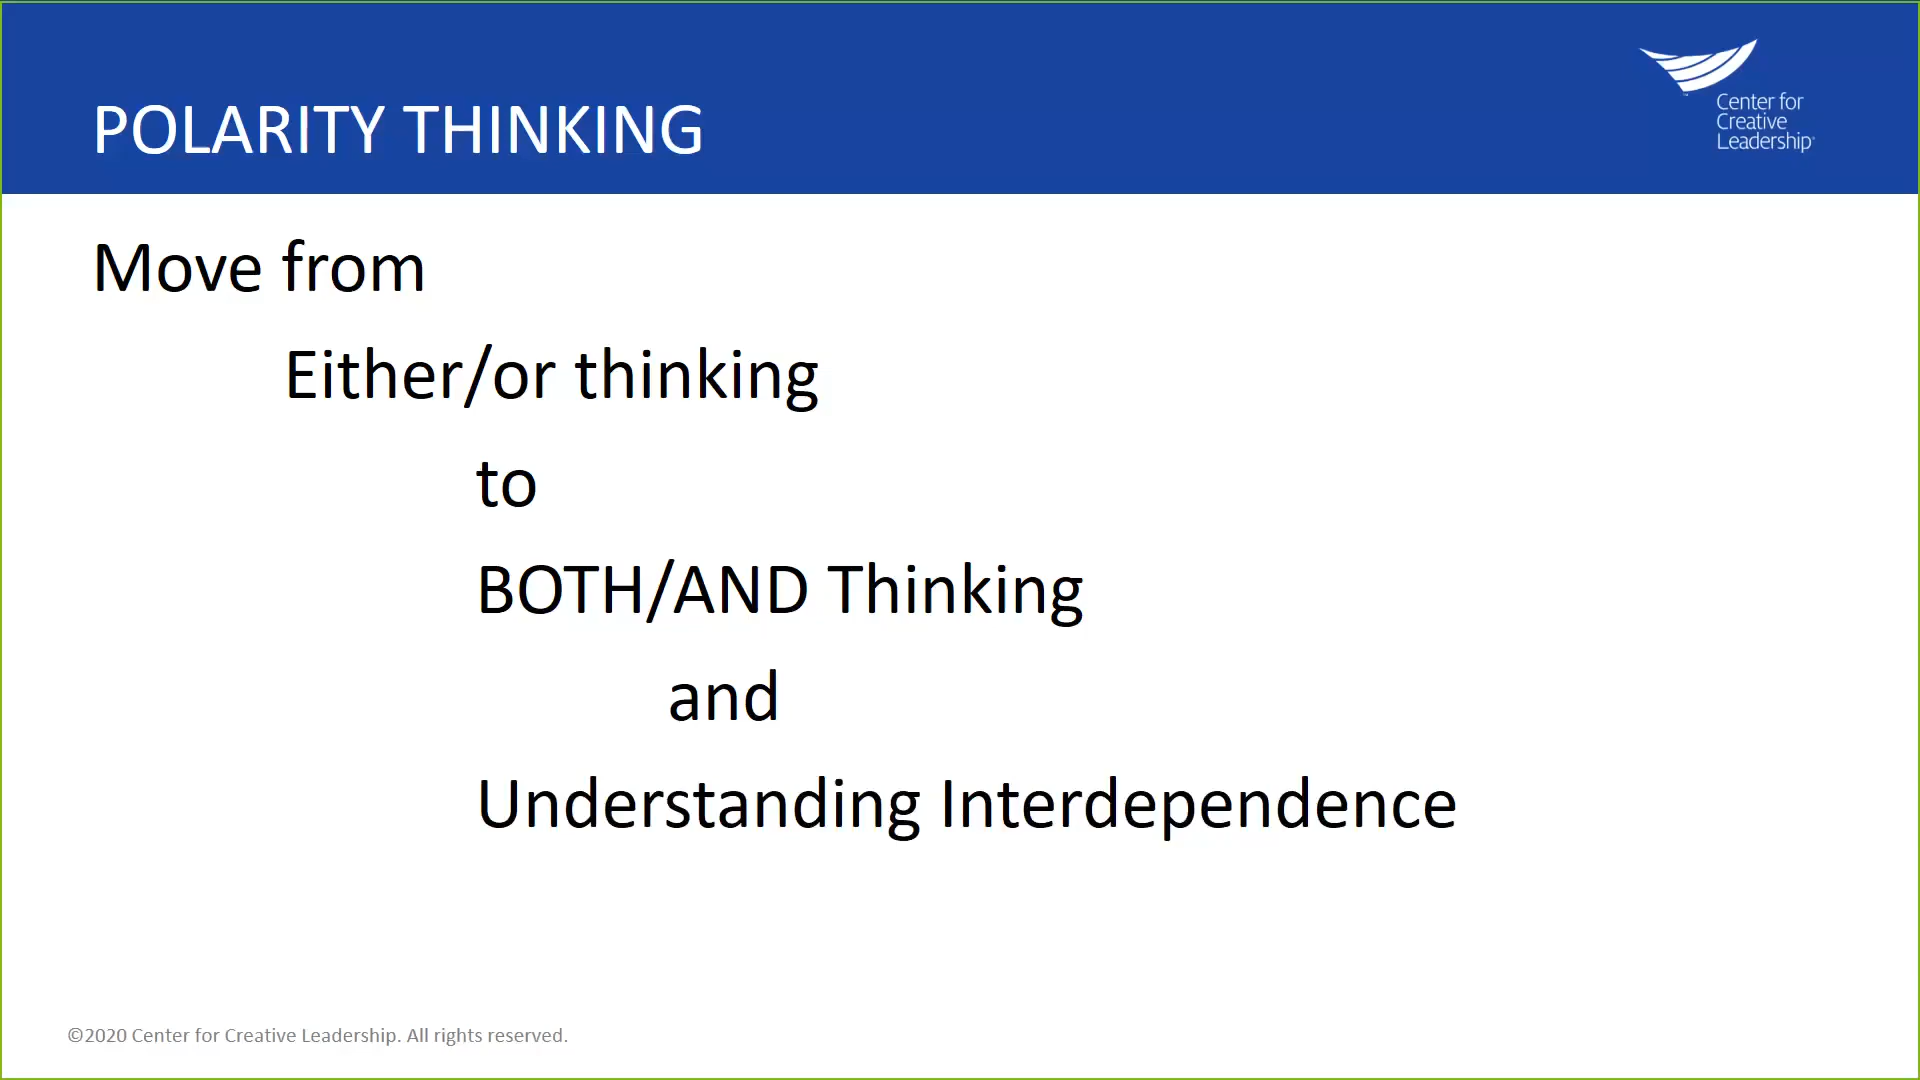 POLARITY THINKING
Center for
Creative
Leadership
Move from
Either/or thinking
to
BOTH/AND Thinking
and
Understanding Interdependence
©2020 Center for Creative Leadership. All rights reserved.